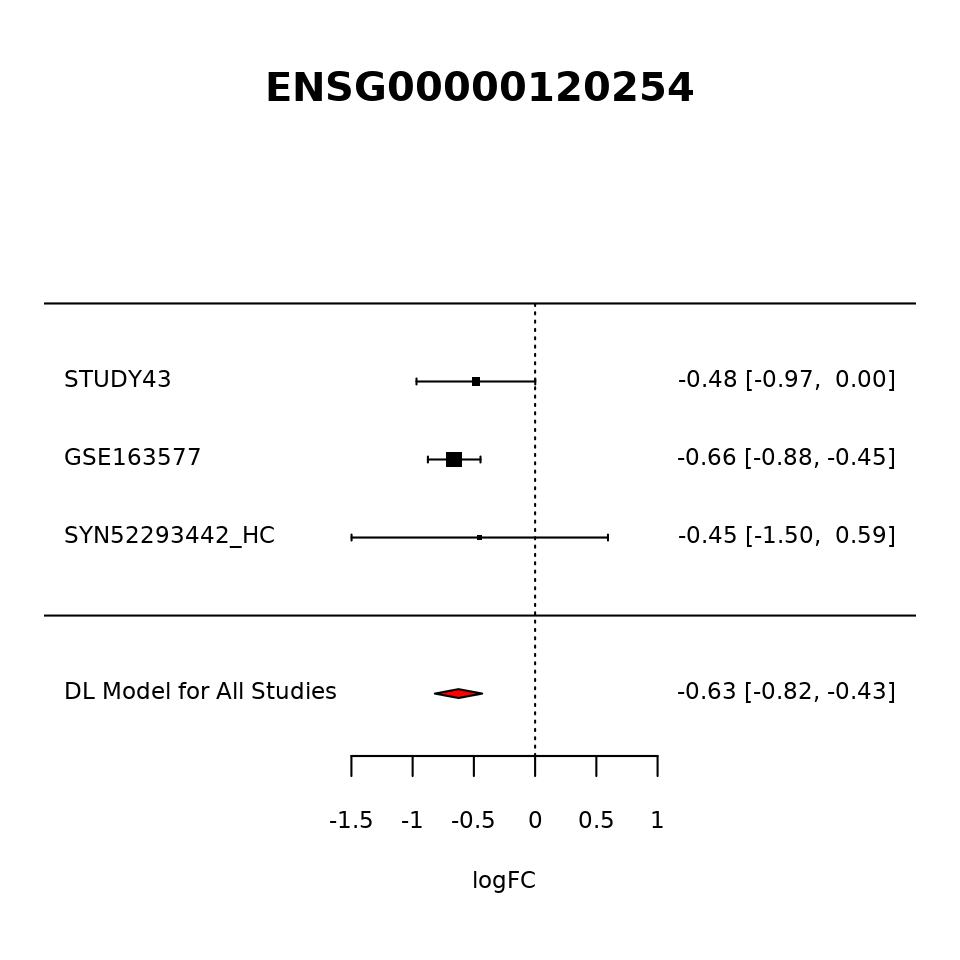 ENSG00000120254
STUDY43 -0.48 [-0.97, 0.00]
GSE163577 -0.66 [-0.88, -0.45]
SYN52293442_HC -0.45 [-1.50, 0.59]
DL Model for All Studies -0.63 [-0.82, -0.43]
-1.5 -1 -0.5 0 0.5 1
logFC